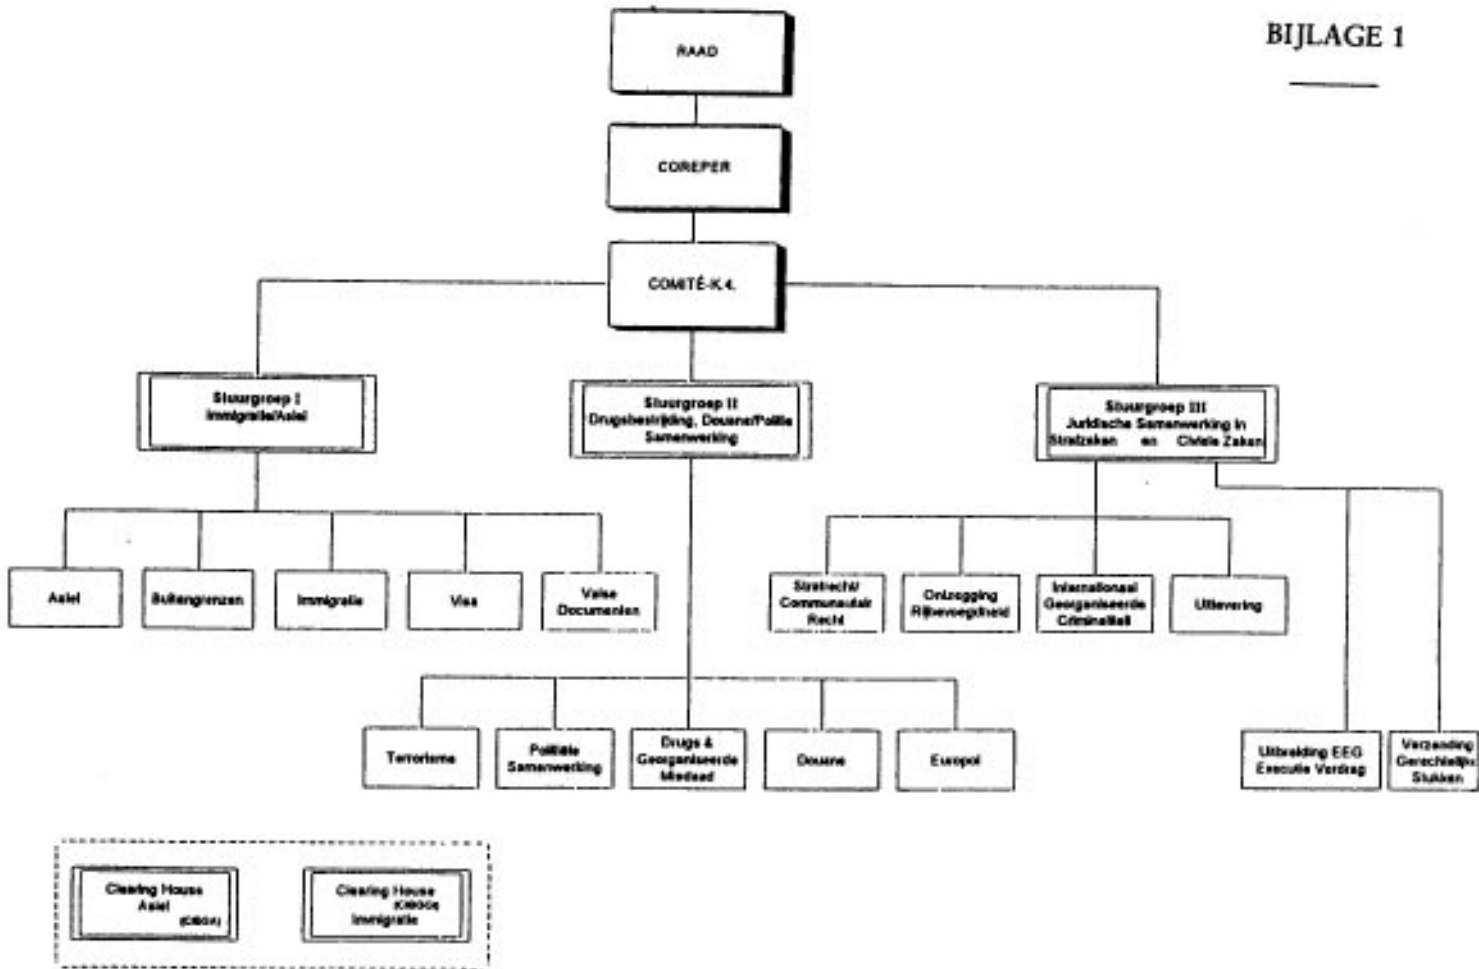 BIJLAGE 1
RAAD
COREPER
COMITÉ-K.4.
Stuurgroep I
Immigratie/Asiel
Stuurgroep II
Drugsbestrijding, Douane/Politie
Samenwerking
Stuurgroep III
Juridische Samenwerking in
Strafzaken en Civiele Zaken
Asiel
Buitengrenzen
Immigratie
Visa
Valse
Documenten
Strafrecht/
Communautair
Recht
Ontzegging
Rijbevoegdheid
Internationaal
Georganiseerde
Criminaliteit
Uitlevering
Terrorisme
Politiële
Samenwerking
Drugs &
Georganiseerde
Misdaad
Douane
Europol
Uitbreiding EEG
Executie Verdrag
Verzending
Gerechtelijke
Stukken
Clearing House
Asiel
Clearing House
Immigratie